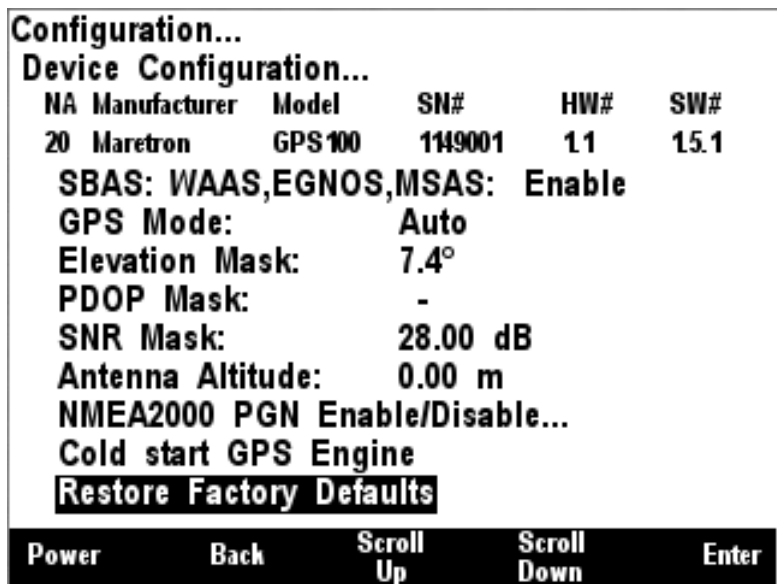 Configuration...
Device Configuration...
NA Manufacturer Model SN# HW# SW#
20 Maretron GPS100 1149001 1.1 1.5.1
SBAS: WAAS,EGNOS,MSAS: Enable
GPS Mode: Auto
Elevation Mask: 7.4°
PDOP Mask: -
SNR Mask: 28.00 dB
Antenna Altitude: 0.00 m
NMEA2000 PGN Enable/Disable...
Cold start GPS Engine
Restore Factory Defaults
Power Back Scroll Up Scroll Down Enter